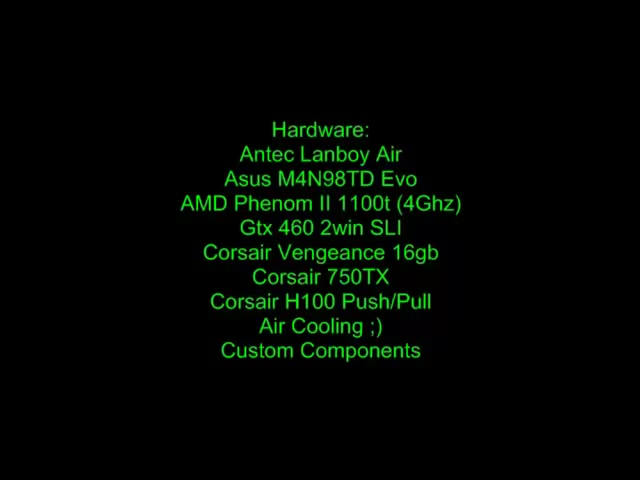 Hardware:
Antec Lanboy Air
Asus M4N98TD Evo
AMD Phenom II 1100t (4Ghz)
Gtx 460 2win SLI
Corsair Vengeance 16gb
Corsair 750TX
Corsair H100 Push/Pull
Air Cooling ;)
Custom Components